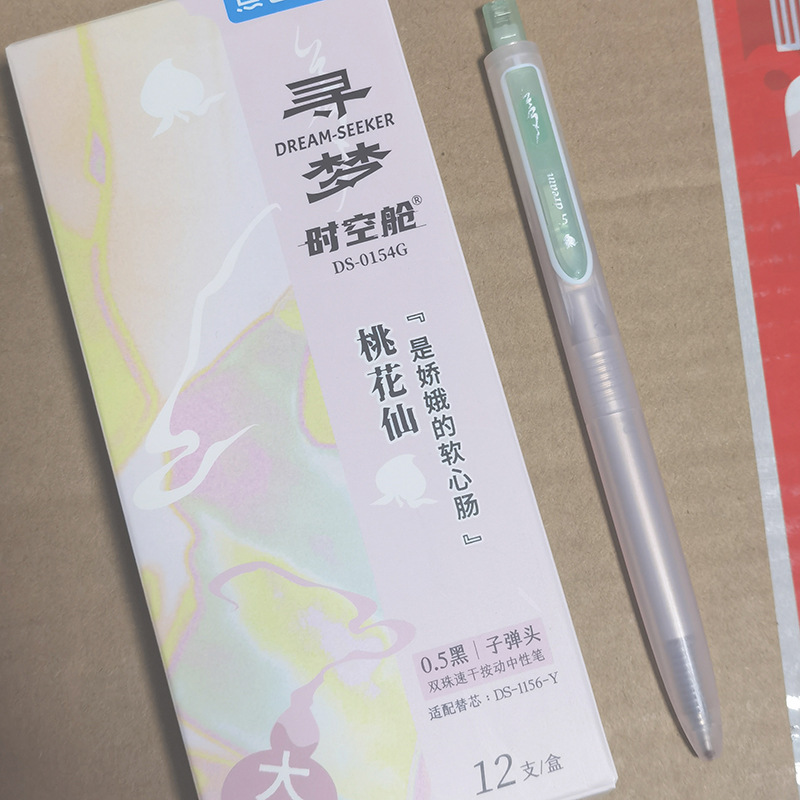 点
寻
DREAM-SEEKER
梦
时空舱®
DS-0154G
桃花仙
『是娇娥的软心肠』
0.5黑|子弹头
双珠速干按动中性笔
适配替芯：DS-1156-Y
12支/盒
大